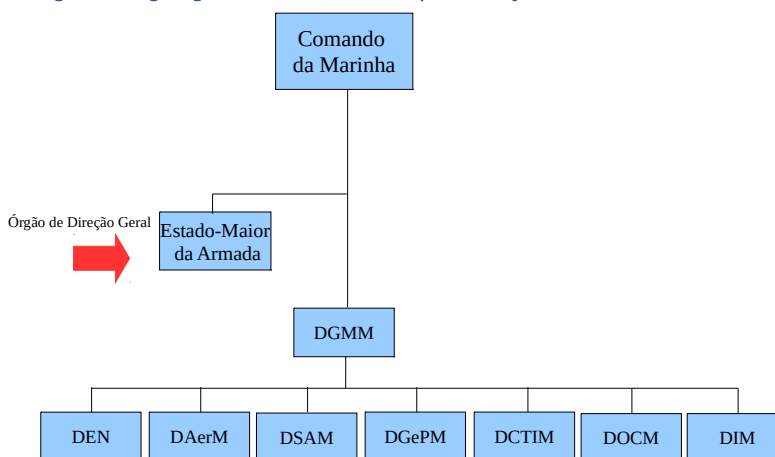 Comando
da Marinha
Órgão de Direção Geral
Estado-Maior
da Armada
DGMM
DEN
DAerM
DSAM
DGePM
DCTIM
DOCM
DIM